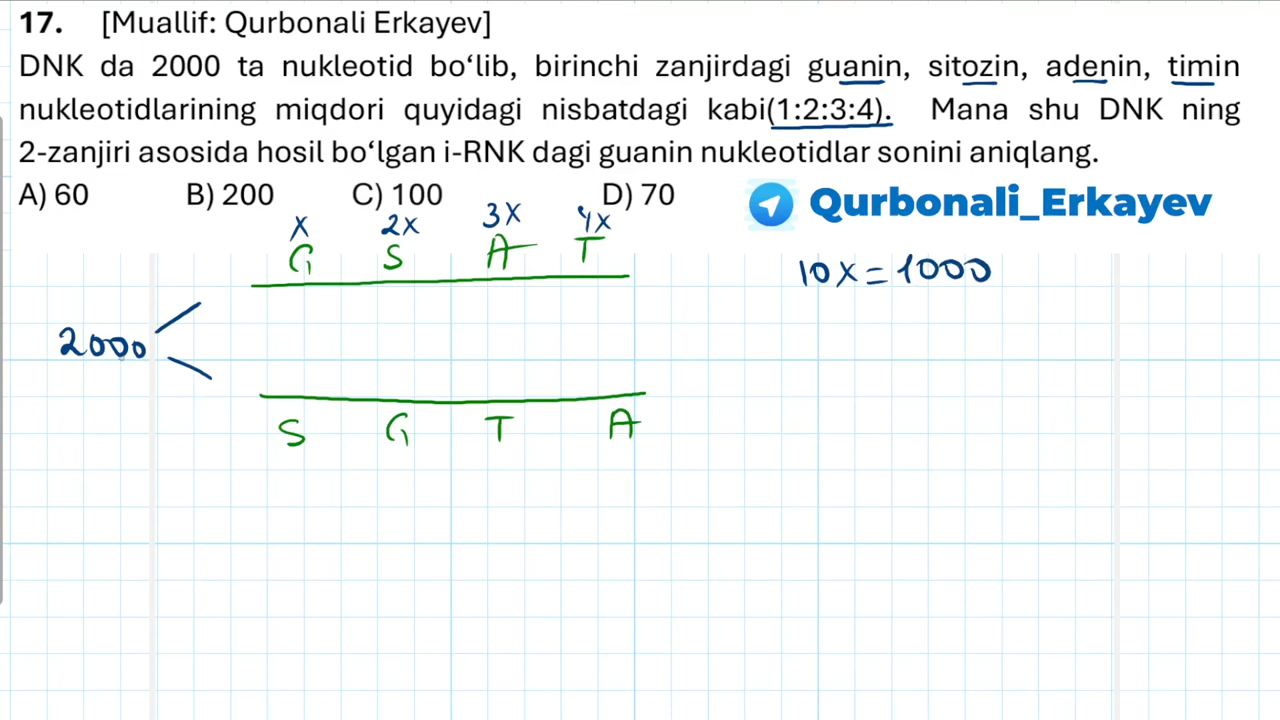 17. [Muallif: Qurbonali Erkayev]
DNK da 2000 ta nukleotid bo‘lib, birinchi zanjirdagi guanin, sitozin, adenin, timin
nukleotidlarining miqdori quyidagi nisbatdagi kabi(1:2:3:4). Mana shu DNK ning
2-zanjiri asosida hosil bo‘lgan i-RNK dagi guanin nukleotidlar sonini aniqlang.
A) 60 B) 200 C) 100 D) 70
Qurbonali_Erkayev
x 2x 3x 4x
G S A T
10x=1000
2000
S G T A